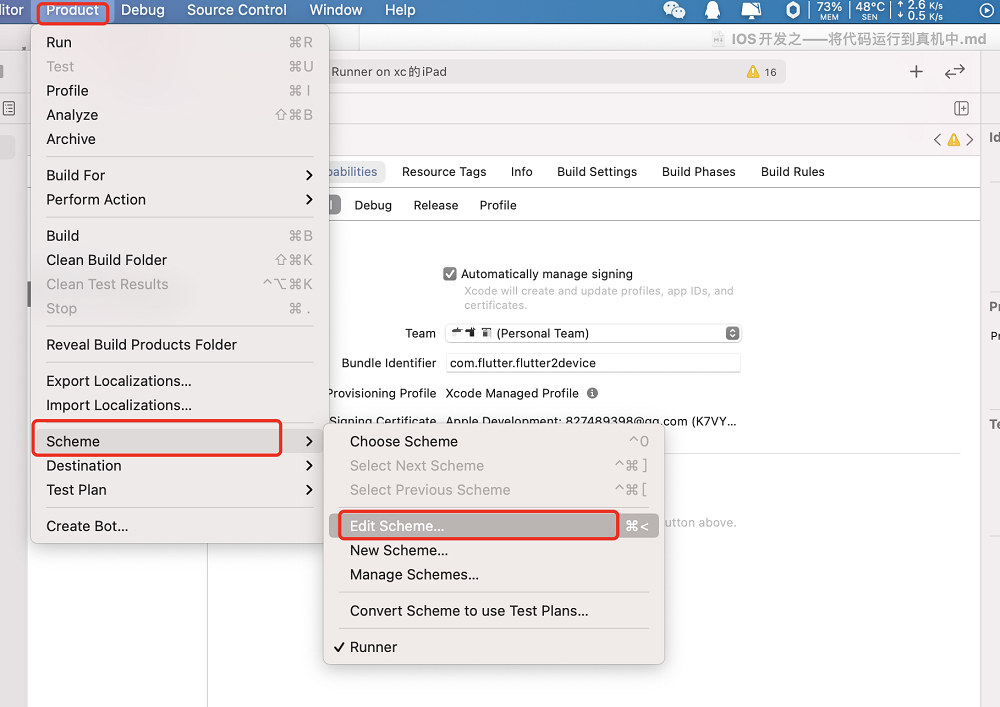 itor Product Debug Source Control Window Help 73% MEM 48°C SEN ↑ 2.6 K/s ↓ 0.5 K/s
IOS开发之——将代码运行到真机中.md
Runner on xc的iPad 16
Run ⌘R
Test ⌘U
Profile ⌘I
Analyze ⇧⌘B
Archive
Build For
Perform Action
Build ⌘B
Clean Build Folder ⇧⌘K
Clean Test Results ^⌥⌘K
Stop ⌘.
Reveal Build Products Folder
Export Localizations...
Import Localizations...
Scheme
Destination
Test Plan
Create Bot...
pabilities Resource Tags Info Build Settings Build Phases Build Rules
Debug Release Profile
Automatically manage signing
Xcode will create and update profiles, app IDs, and
certificates.
Team (Personal Team)
Bundle Identifier com.flutter.flutter2device
Provisioning Profile Xcode Managed Profile
Signing Certificate Apple Development: 827489398@qq.com (K7VY...
Choose Scheme ^0
Select Next Scheme ^⌘]
Select Previous Scheme ^⌘[
Edit Scheme... ⌘<
New Scheme...
Manage Schemes...
Convert Scheme to use Test Plans...
✓ Runner
utton above.
Id
Pr
Pr
Te